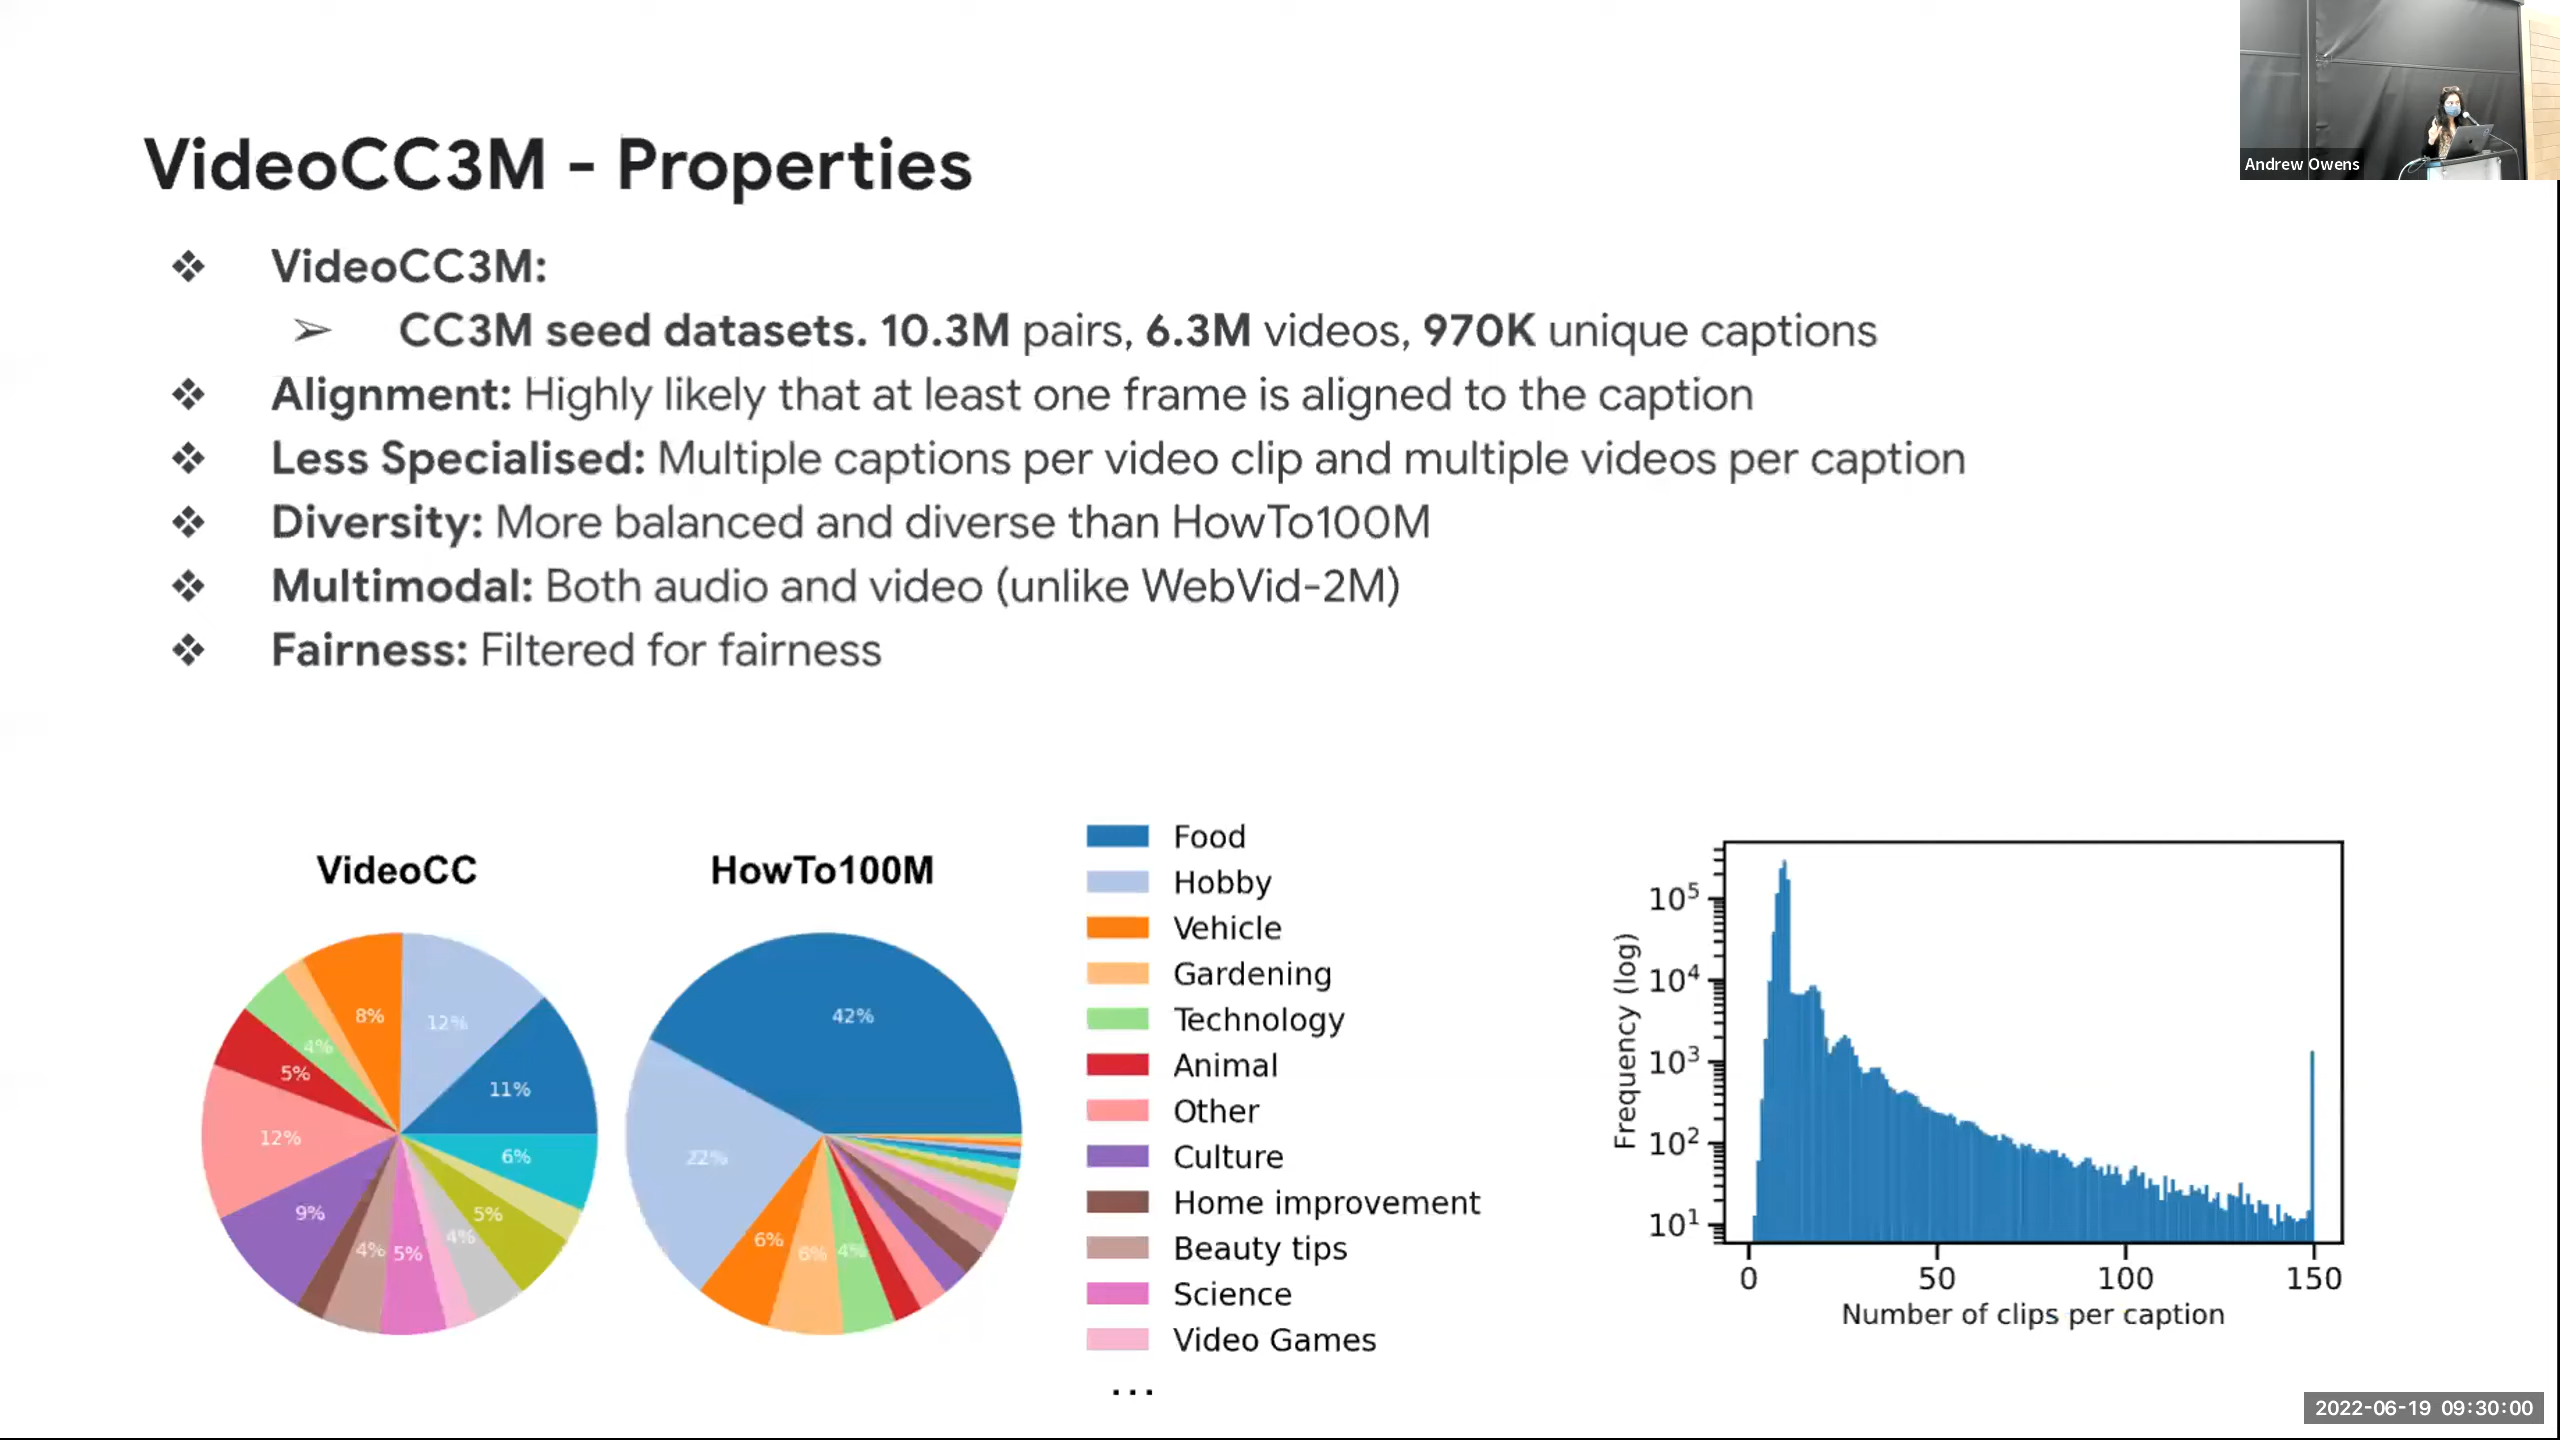 Andrew Owens
VideoCC3M - Properties
❖ VideoCC3M:
➢ CC3M seed datasets. 10.3M pairs, 6.3M videos, 970K unique captions
❖ Alignment: Highly likely that at least one frame is aligned to the caption
❖ Less Specialised: Multiple captions per video clip and multiple videos per caption
❖ Diversity: More balanced and diverse than HowTo100M
❖ Multimodal: Both audio and video (unlike WebVid-2M)
❖ Fairness: Filtered for fairness
VideoCC
8%
12%
4%
11%
5%
12%
6%
9%
5%
4%
4%
5%
HowTo100M
42%
22%
6%
6%
4%
Food
Hobby
Vehicle
Gardening
Technology
Animal
Other
Culture
Home improvement
Beauty tips
Science
Video Games
...
Frequency (log)
10⁵
10⁴
10³
10²
10¹
0 50 100 150
Number of clips per caption
2022-06-19 09:30:00